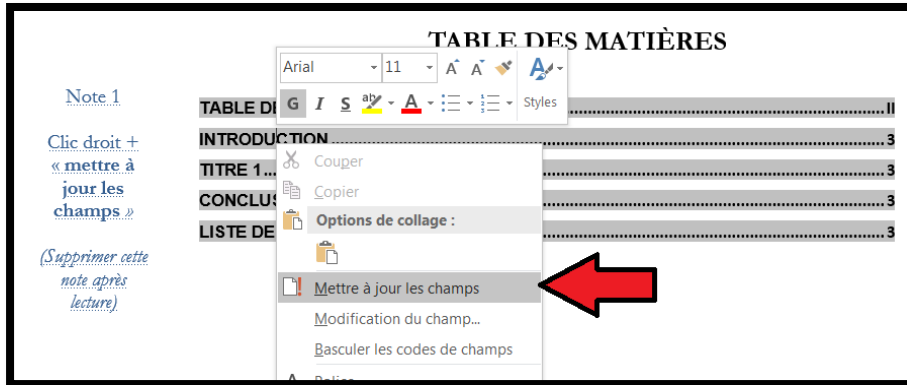 TABLE DES MATIÈRES
Arial 11 A A A
G I S ab A Styles
Note 1
Clic droit +
« mettre à
jour les
champs »
(Supprimer cette
note après
lecture)
TABLE DE II
INTRODUCTION 3
TITRE 1 3
CONCLUS 3
LISTE DE 3
Couper
Copier
Options de collage :
Mettre à jour les champs
Modification du champ...
Basculer les codes de champs